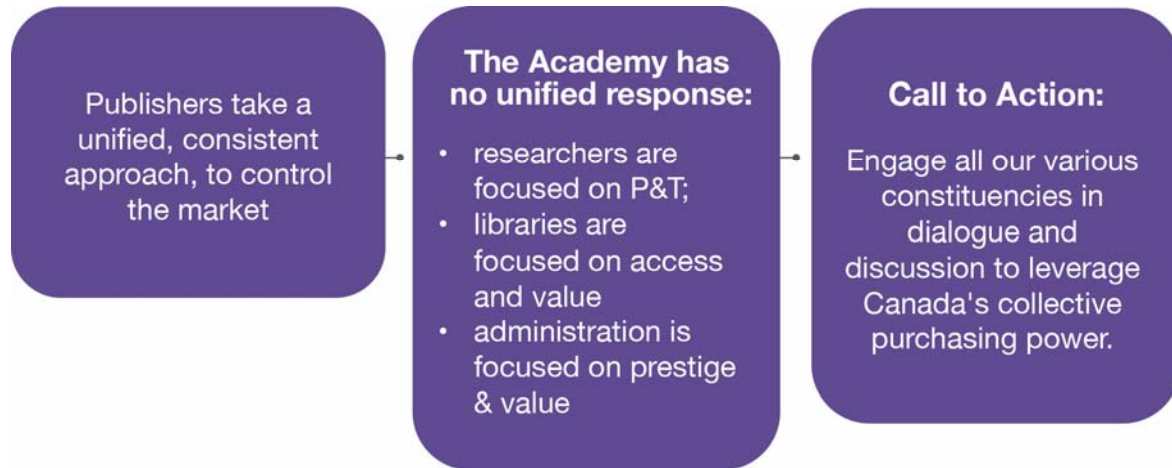 Publishers take a
unified, consistent
approach, to control
the market
The Academy has
no unified response:
• researchers are
focused on P&T;
• libraries are
focused on access
and value
• administration is
focused on prestige
& value
Call to Action:
Engage all our various
constituencies in
dialogue and
discussion to leverage
Canada's collective
purchasing power.